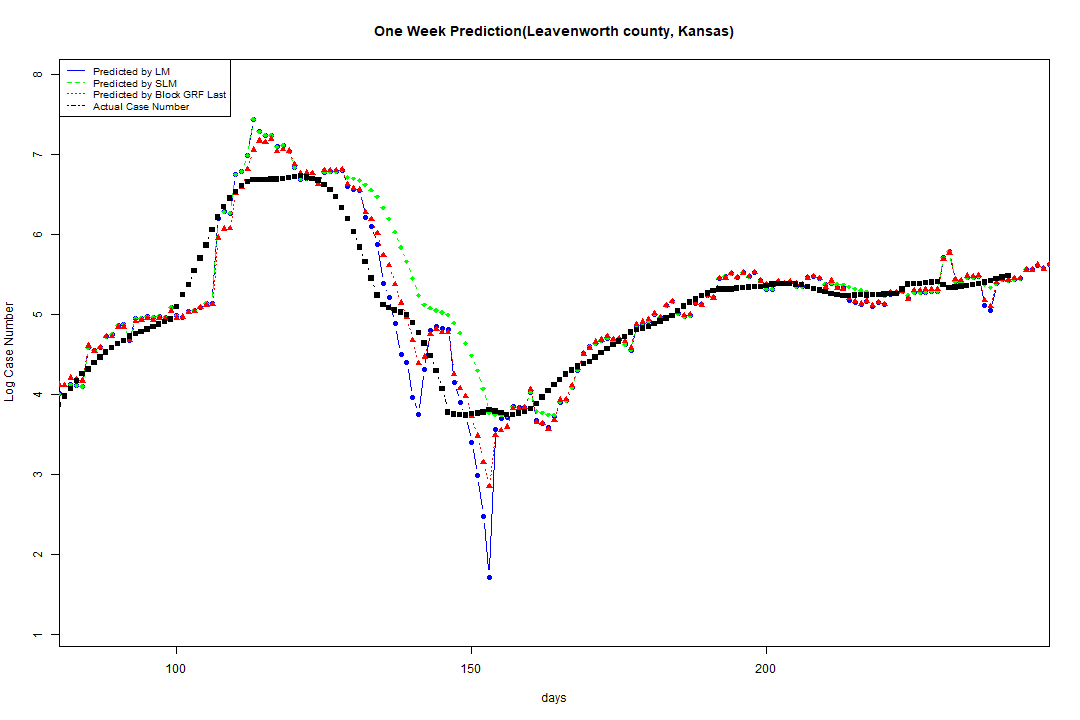 One Week Prediction(Leavenworth county, Kansas)
Predicted by LM
Predicted by SLM
Predicted by Block GRF Last
Actual Case Number
8
7
6
5
4
3
2
1
Log Case Number
100 150 200
days